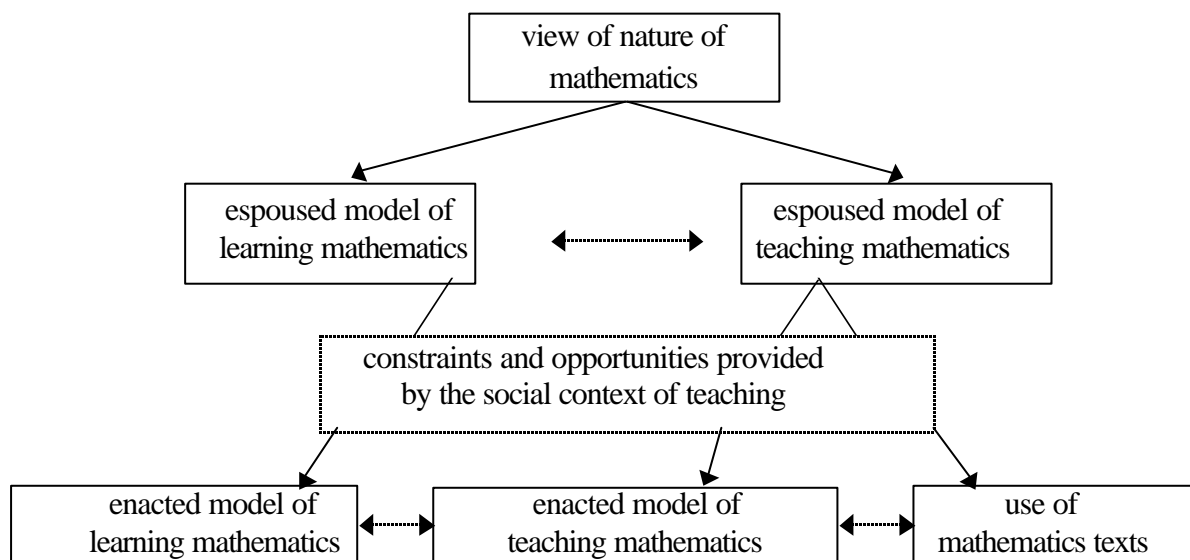 view of nature of
mathematics
espoused model of
learning mathematics
espoused model of
teaching mathematics
constraints and opportunities provided
by the social context of teaching
enacted model of
learning mathematics
enacted model of
teaching mathematics
use of
mathematics texts